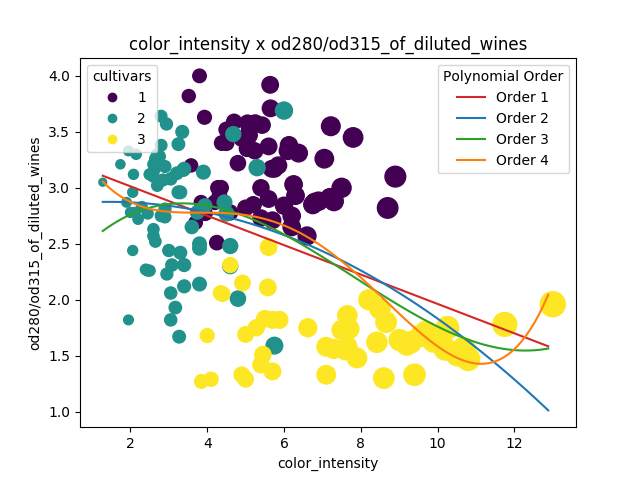 color_intensity x od280/od315_of_diluted_wines
cultivars
1
2
3
Polynomial Order
Order 1
Order 2
Order 3
Order 4
od280/od315_of_diluted_wines
4.0
3.5
3.0
2.5
2.0
1.5
1.0
2 4 6 8 10 12
color_intensity